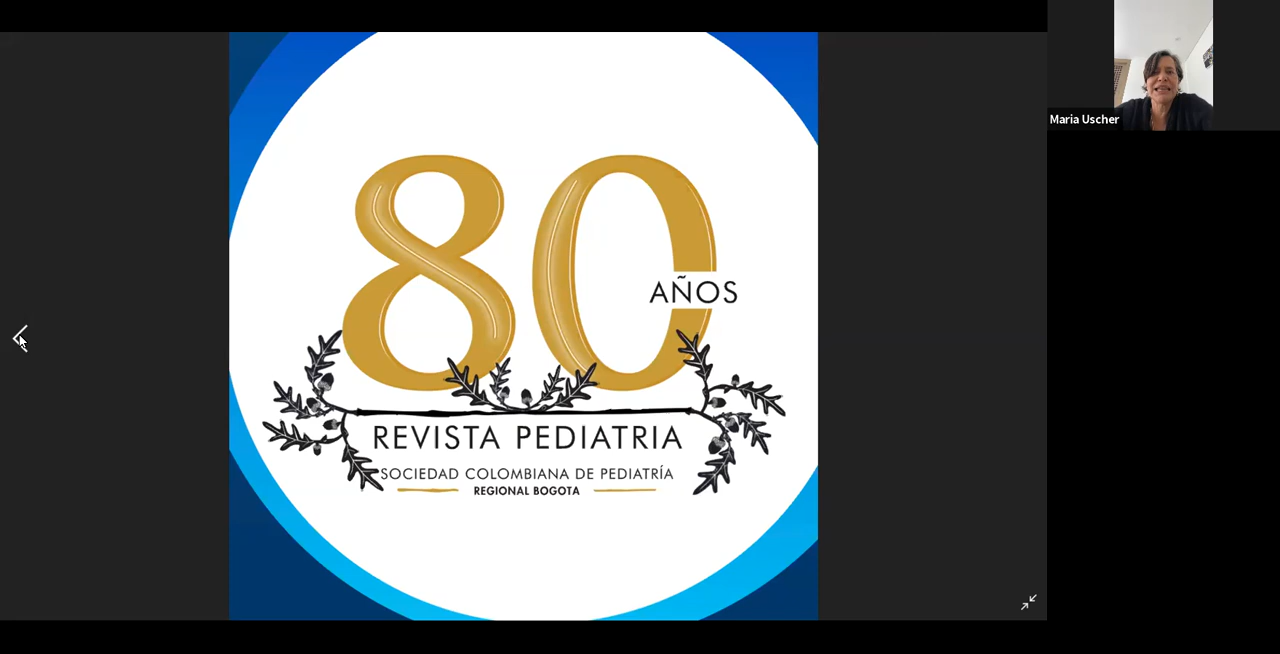 80
AÑOS
REVISTA PEDIATRIA
SOCIEDAD COLOMBIANA DE PEDIATRÍA
REGIONAL BOGOTA
Maria Uscher